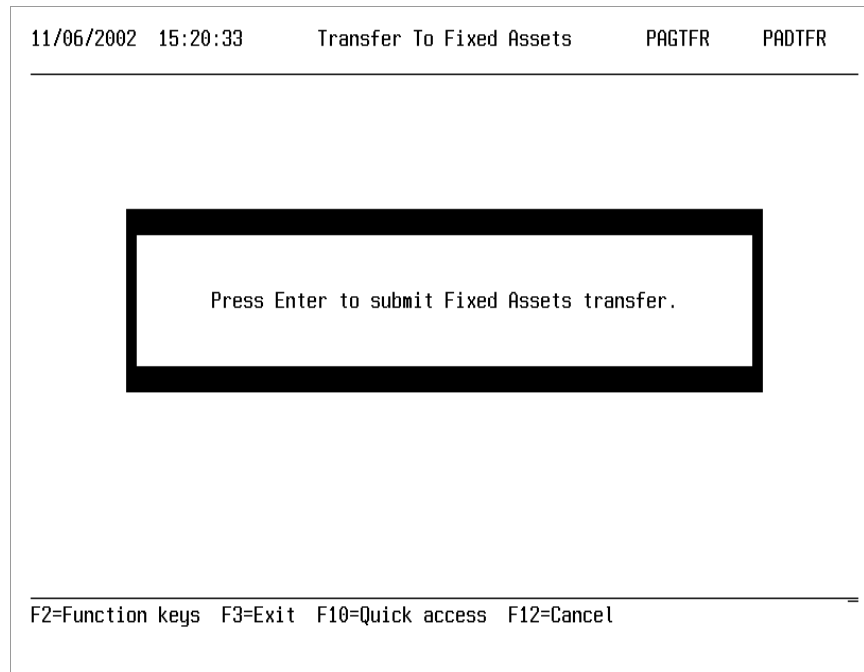 11/06/2002 15:20:33 Transfer To Fixed Assets PAGTFR PADTFR
Press Enter to submit Fixed Assets transfer.
F2=Function keys F3=Exit F10=Quick access F12=Cancel